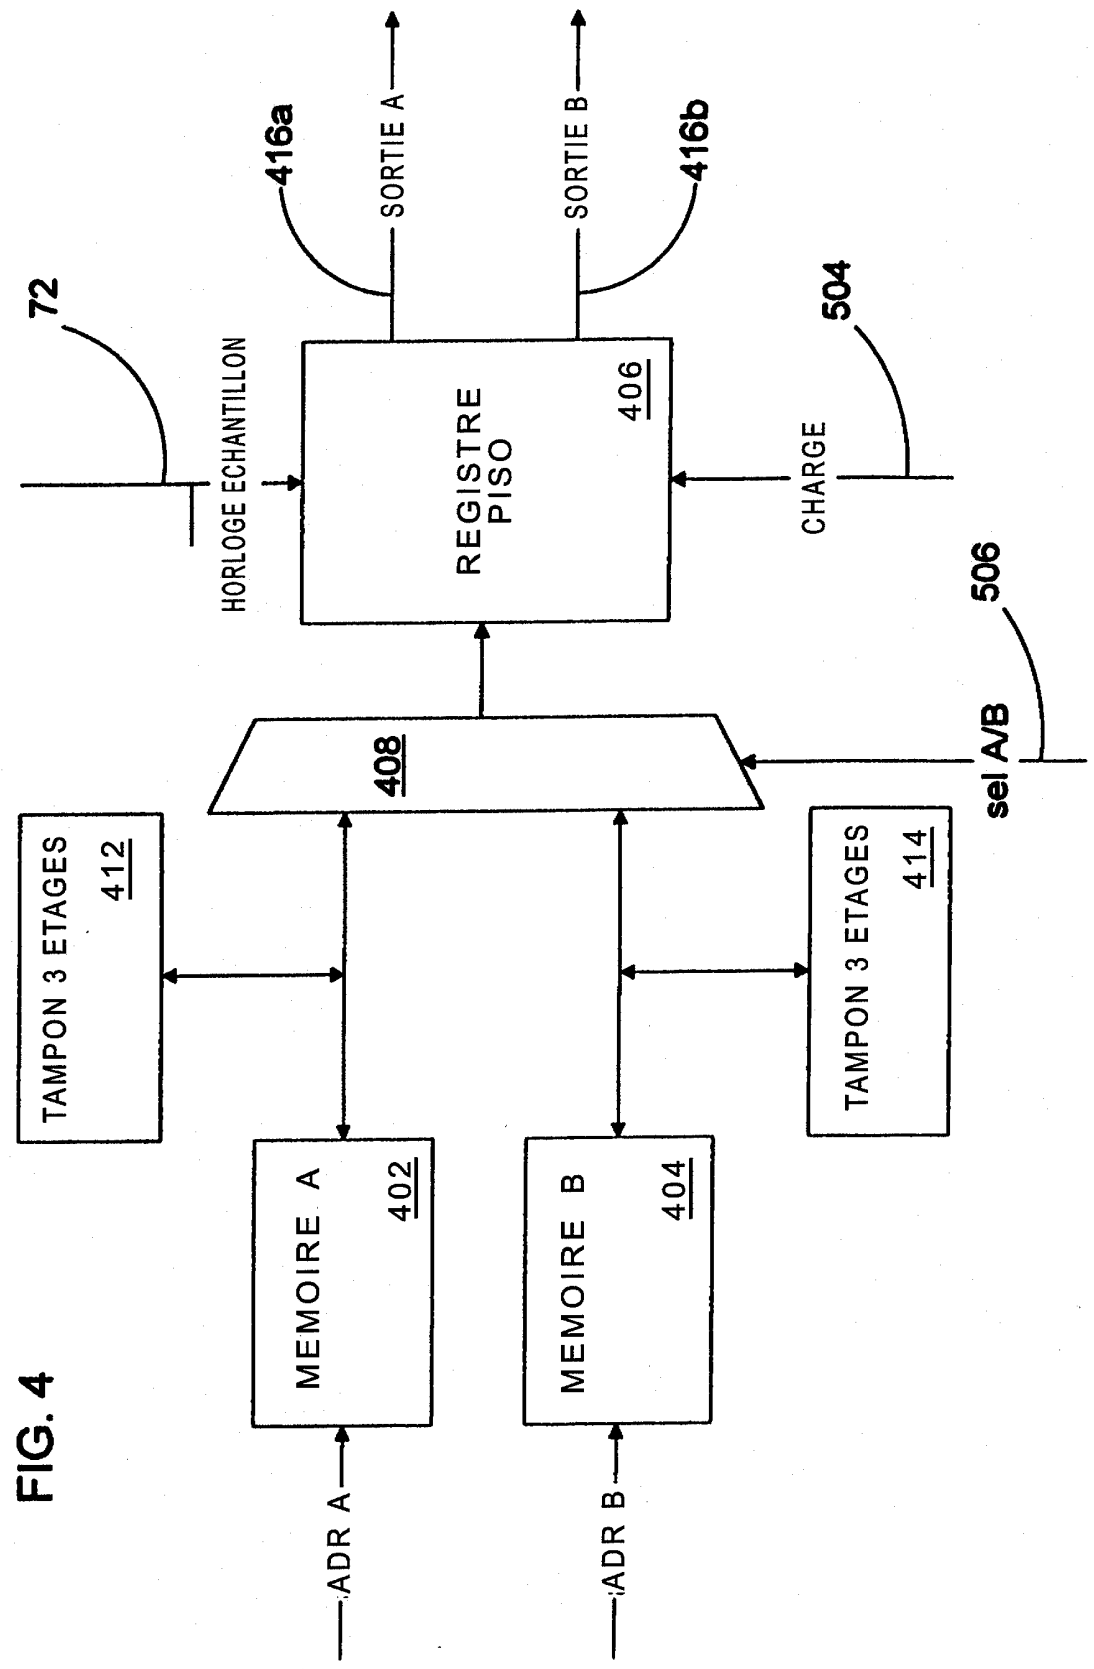 FIG. 4
TAMPON 3 ETAGES
412
72
HORLOGE ECHANTILLON
416a
ADR A
MEMOIRE A
402
408
REGISTRE
PISO
406
SORTIE A
SORTIE B
416b
ADR B
MEMOIRE B
404
TAMPON 3 ETAGES
414
sel A/B
506
CHARGE
504